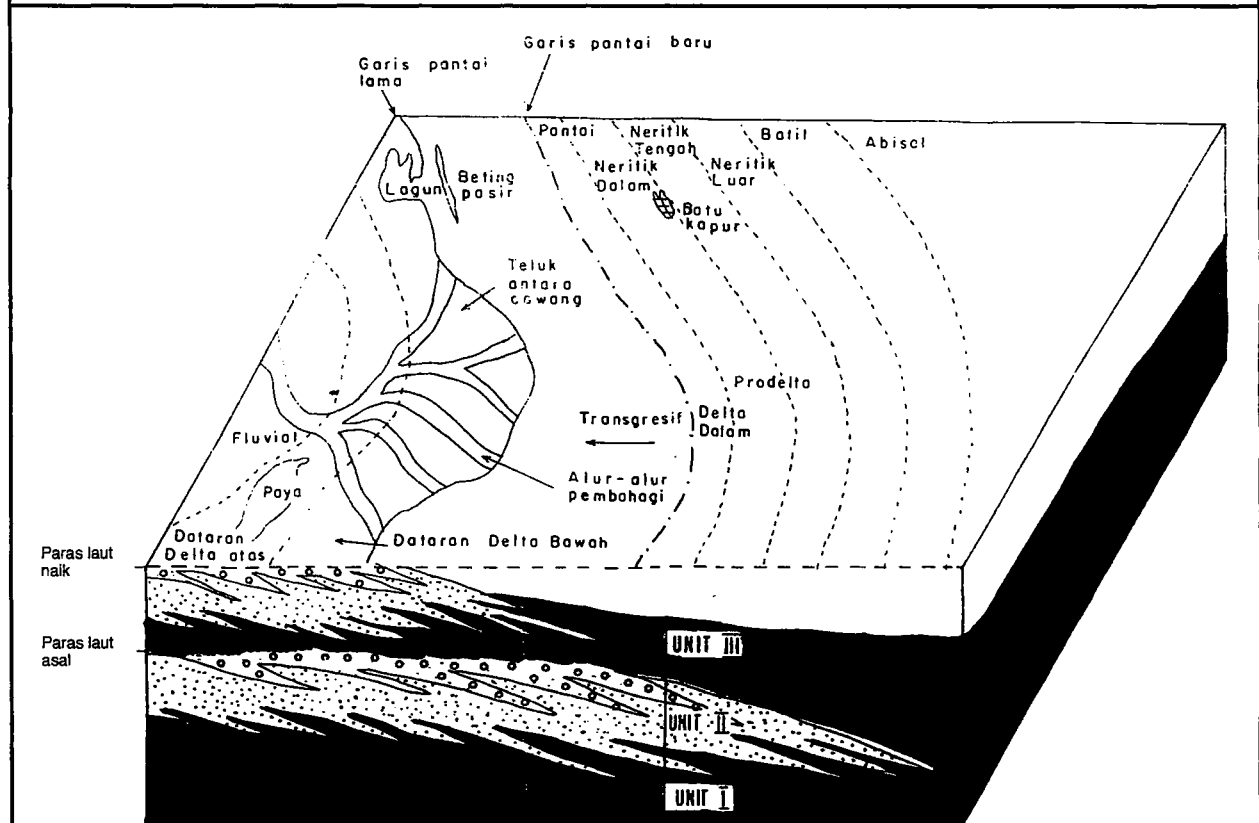 Garis pantai baru
Garis pantai
lama
Pantai
Neritik
Tengah
Batil
Abisal
Neritik
Dalam
Neritik
Luar
Lagun
Beting
pasir
Batu
kapur
Teluk
antara
cawang
Prodelta
Transgresif
Delta
Dalam
Fluvial
Alur-alur
pembahagi
Paya
Dataran
Delta atas
Dataran Delta Bawah
Paras laut
naik
Paras laut
asal
UNIT III
UNIT II
UNIT I